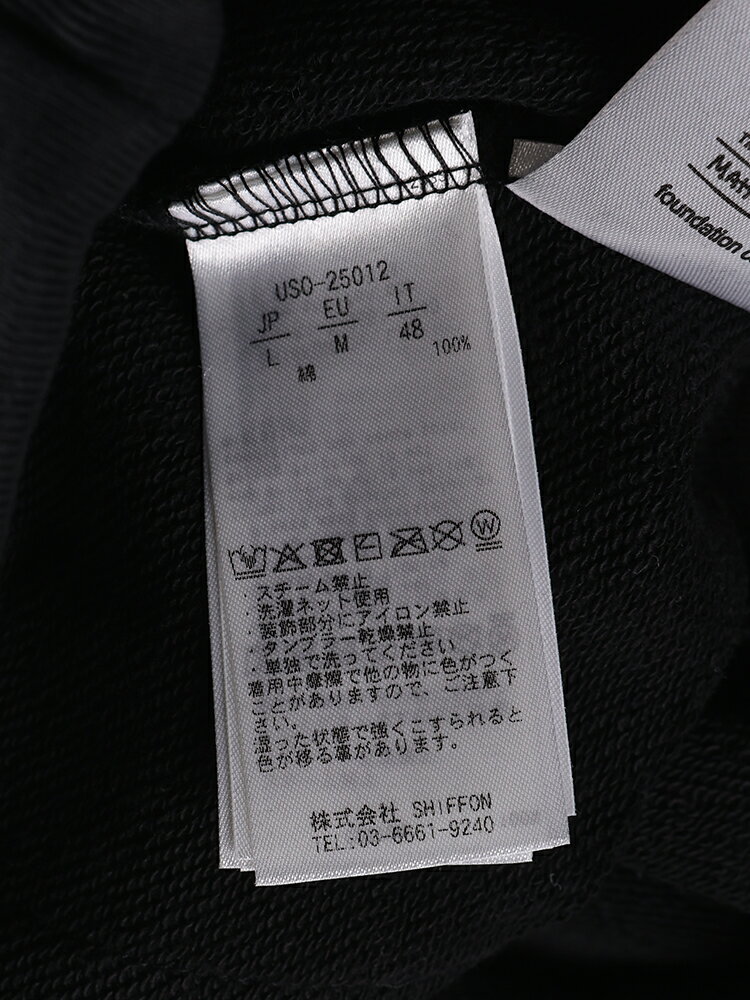 USO-25012
JP EU IT
L M 48
綿 100%
W
・スチーム禁止
・洗濯ネット使用
・装飾部分にアイロン禁止
・タンブラー乾燥禁止
・単独で洗ってください
着用中摩擦で他の物に色がつく
ことがありますので、ご注意下
さい。
湿った状態で強くこすられると
色が移る場合があります。
株式会社 SHIFFON
TEL:03-6661-9240
foundation